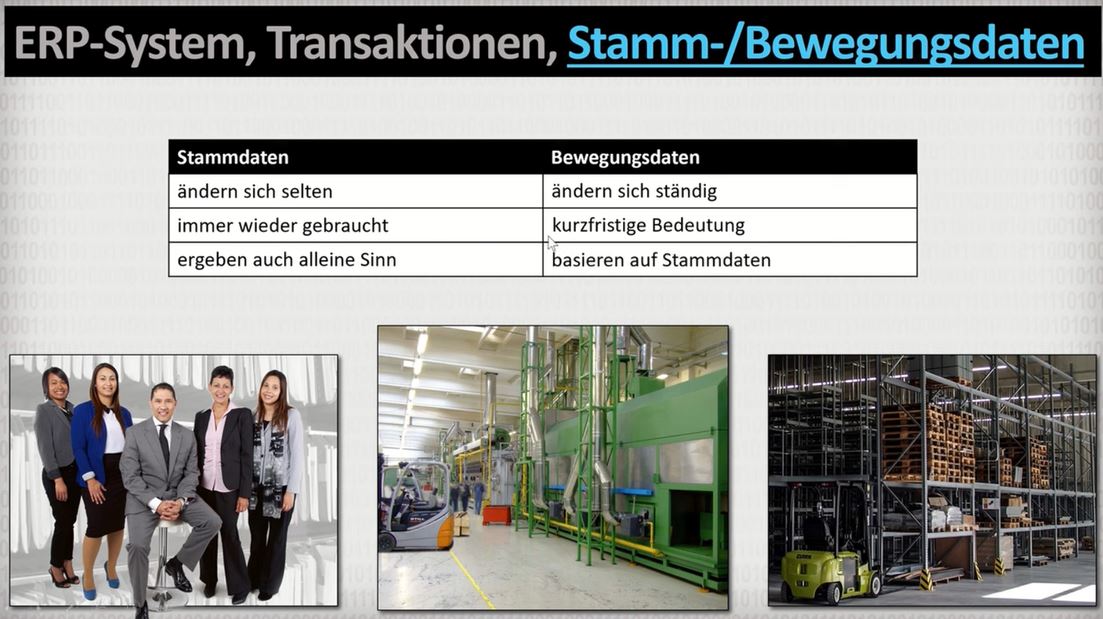 ERP-System, Transaktionen, Stamm-/Bewegungsdaten
Stammdaten Bewegungsdaten
ändern sich selten ändern sich ständig
immer wieder gebraucht kurzfristige Bedeutung
ergeben auch alleine Sinn basieren auf Stammdaten